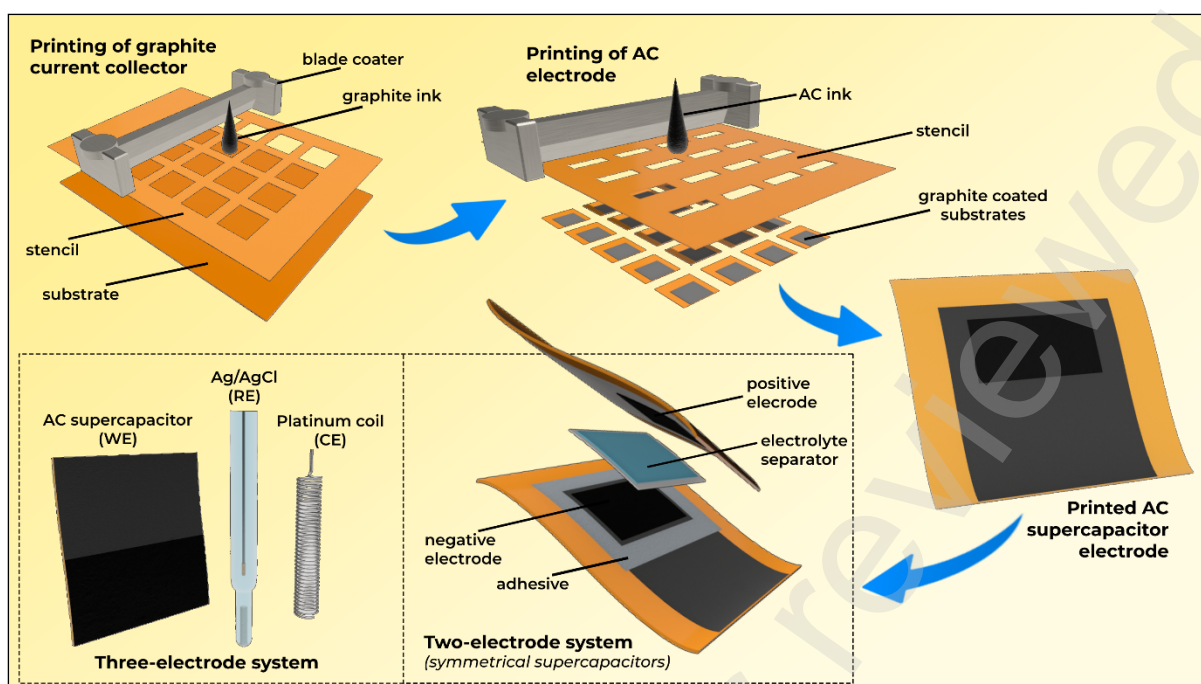 Printing of graphite
current collector
blade coater
graphite ink
stencil
substrate
Printing of AC
electrode
AC ink
stencil
graphite coated
substrates
Printed AC
supercapacitor
electrode
Ag/AgCl
(RE)
AC supercapacitor
(WE)
Platinum coil
(CE)
Three-electrode system
positive
elecrode
electrolyte
separator
negative
electrode
adhesive
Two-electrode system
(symmetrical supercapacitors)
reviewed